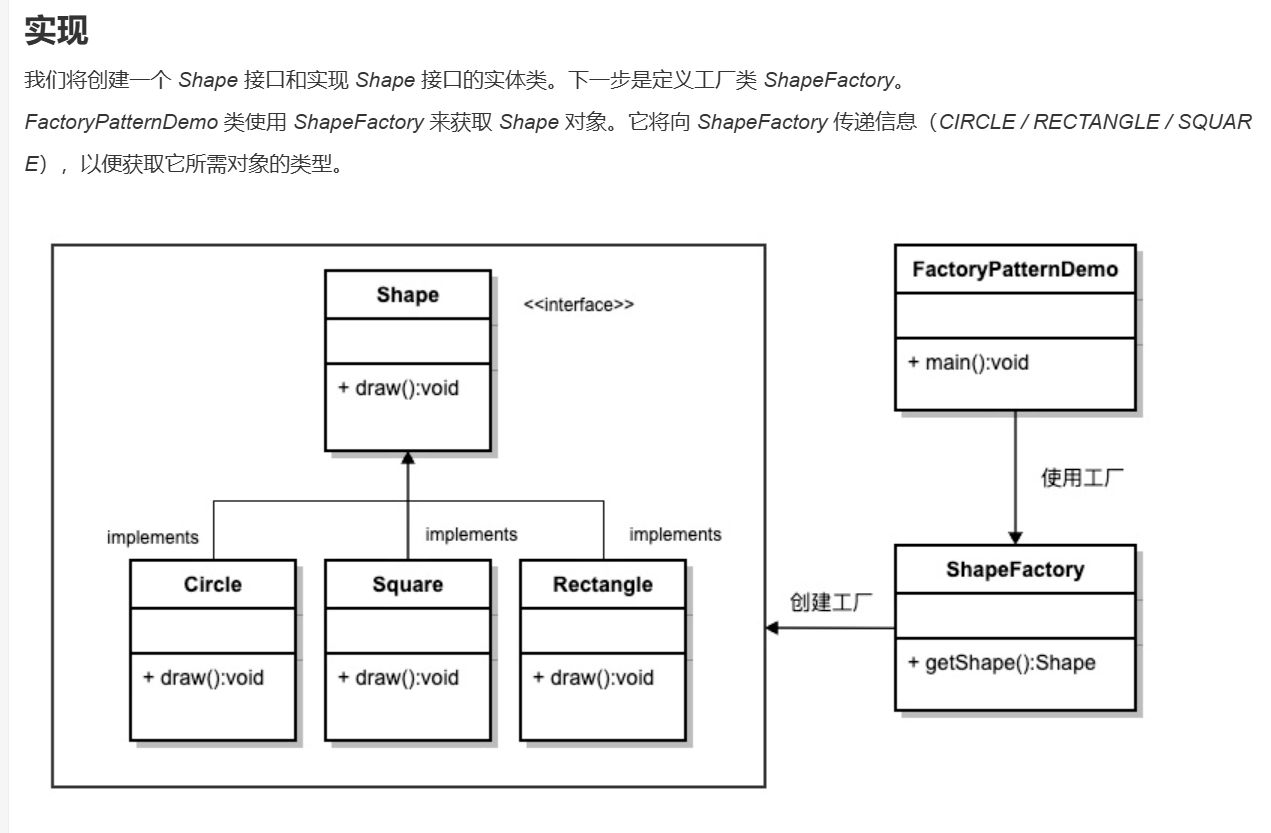 实现
我们将创建一个 Shape 接口和实现 Shape 接口的实体类。下一步是定义工厂类 ShapeFactory。
FactoryPatternDemo 类使用 ShapeFactory 来获取 Shape 对象。它将向 ShapeFactory 传递信息（CIRCLE / RECTANGLE / SQUAR
E），以便获取它所需对象的类型。
Shape
<<interface>>
+ draw():void
FactoryPatternDemo
+ main():void
使用工厂
implements
implements
implements
Circle
+ draw():void
Square
+ draw():void
Rectangle
+ draw():void
创建工厂
ShapeFactory
+ getShape():Shape